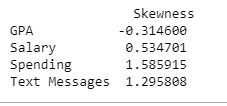 Skewness
GPA -0.314600
Salary 0.534701
Spending 1.585915
Text Messages 1.295808